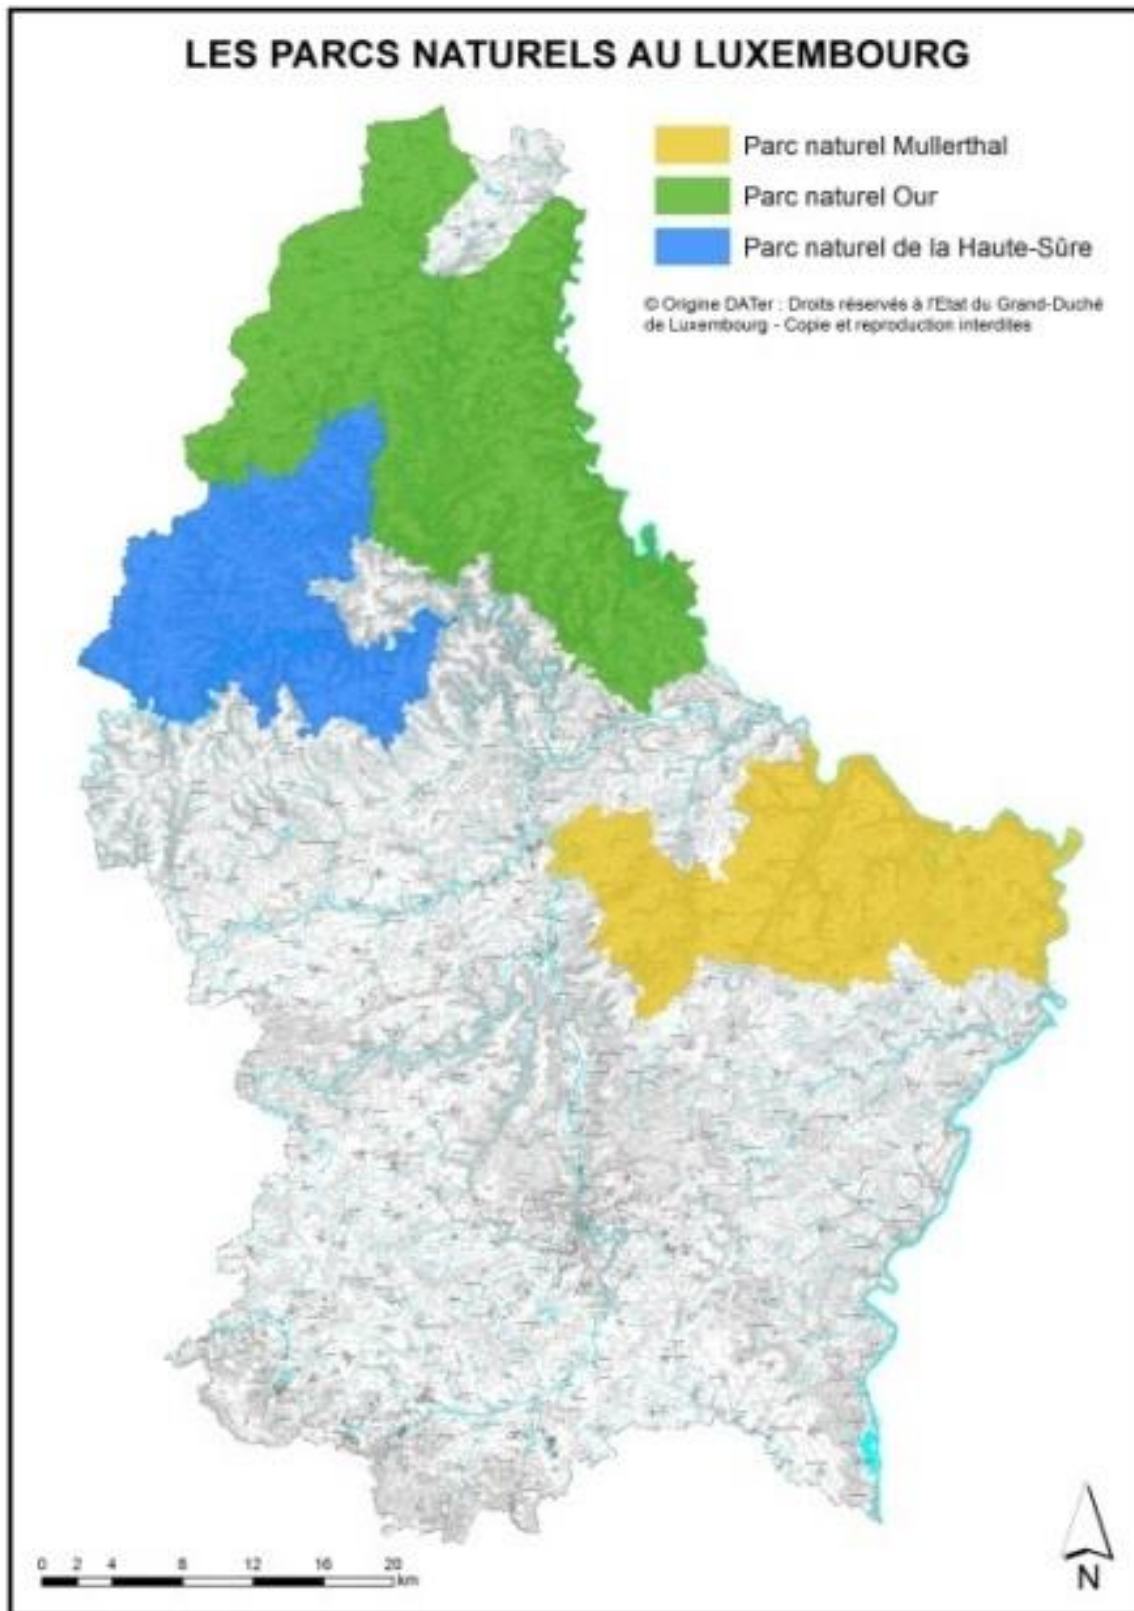 LES PARCS NATURELS AU LUXEMBOURG
Parc naturel Mullerthal
Parc naturel Our
Parc naturel de la Haute-Sûre
© Origine DATer : Droits réservés à l'Etat du Grand-Duché
de Luxembourg - Copie et reproduction interdites
0 2 4 8 12 16 20
km
N